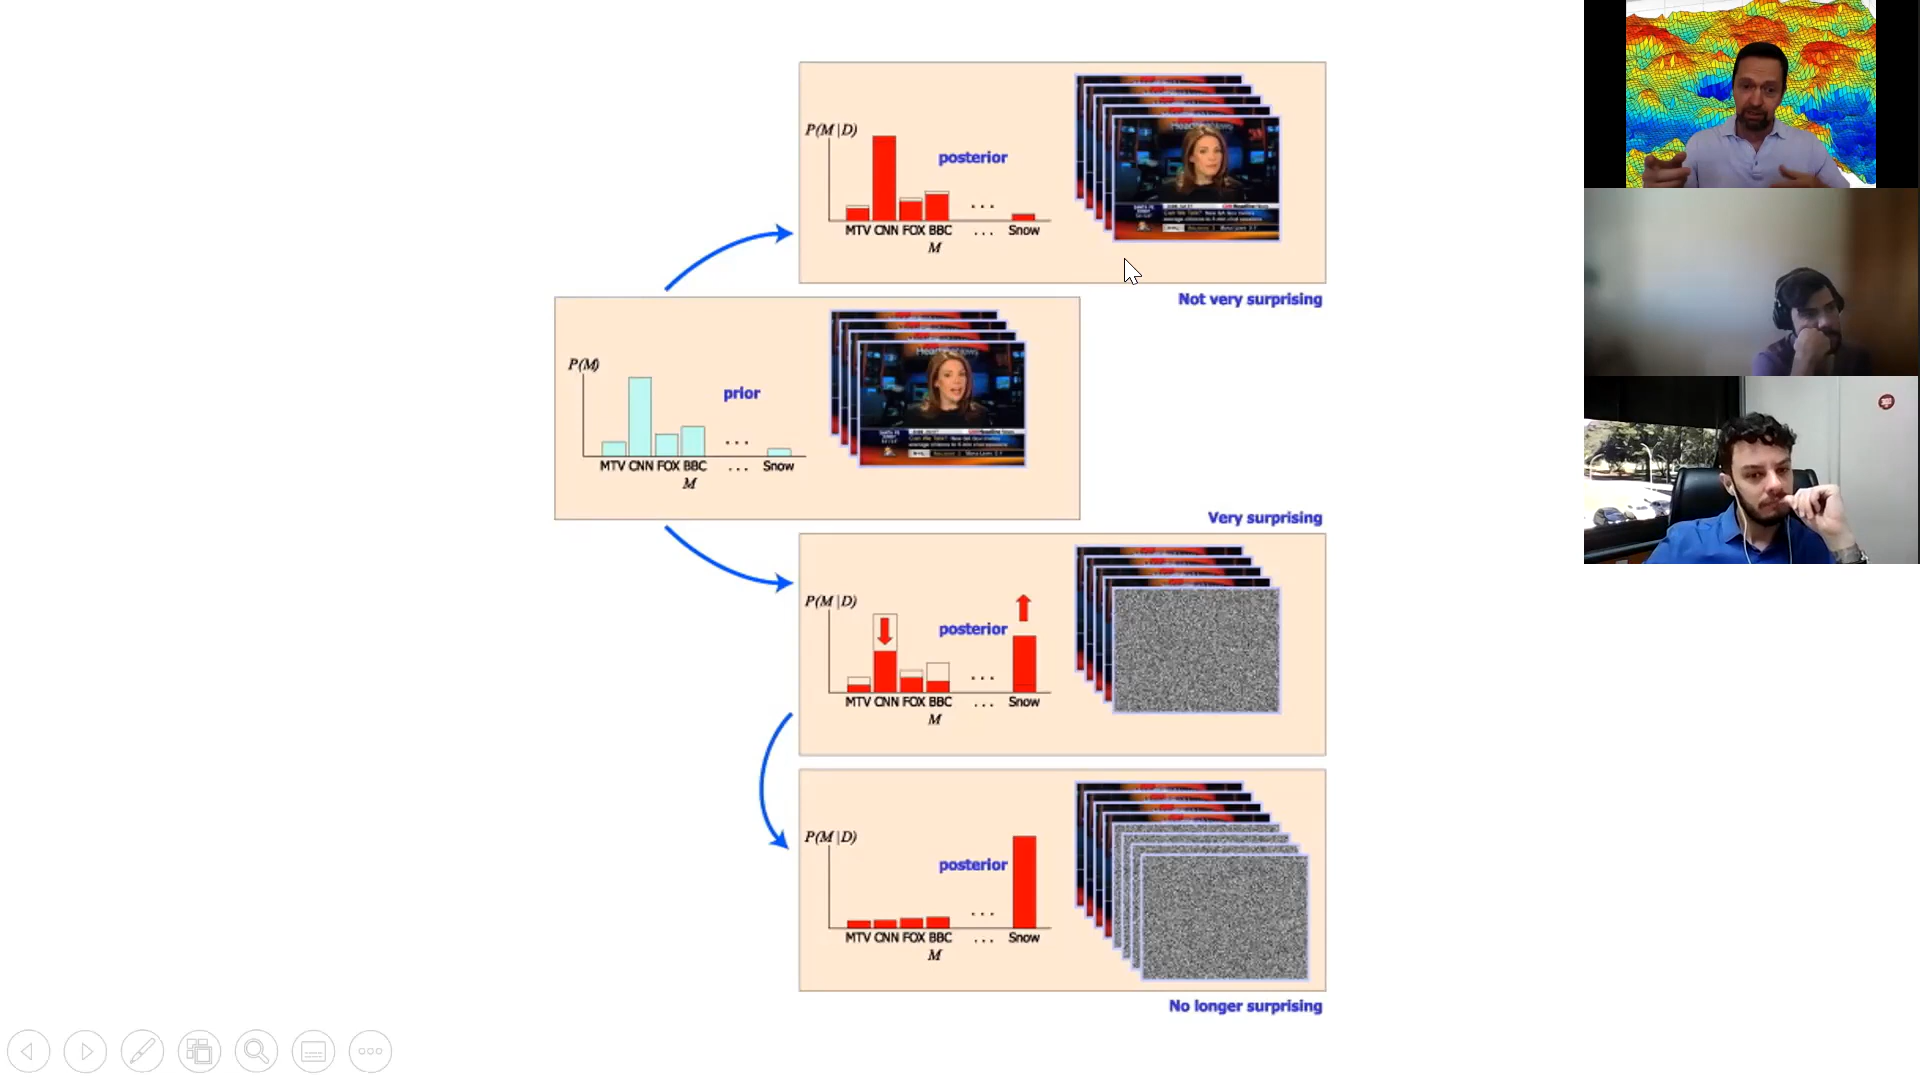 P(M|D)
posterior
. . .
MTV CNN FOX BBC . . . Snow
M
Not very surprising
P(M)
prior
. . .
MTV CNN FOX BBC . . . Snow
M
Very surprising
P(M|D)
posterior
. . .
MTV CNN FOX BBC . . . Snow
M
P(M|D)
posterior
. . .
MTV CNN FOX BBC . . . Snow
M
No longer surprising